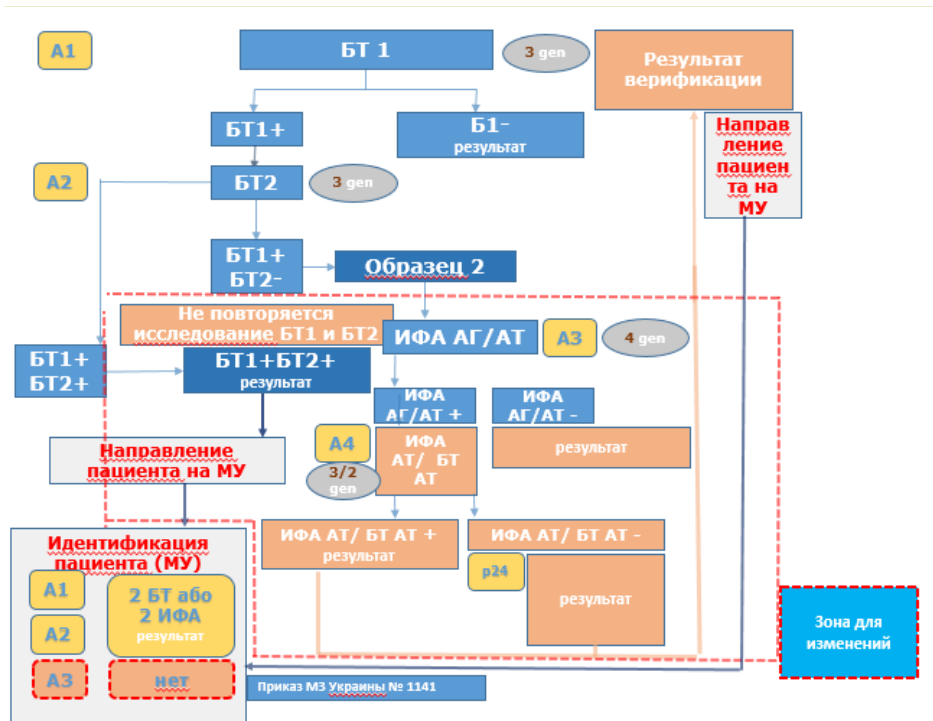 А1
БТ 1
3 gen
Результат
верификации
БТ1+
Б1-
результат
Направ
ление
пациен
та на
МУ
А2
БТ2
3 gen
БТ1+
БТ2-
Образец 2
Не повторяется
исследование БТ1 и БТ2
ИФА АГ/АТ
А3
4 gen
БТ1+
БТ2+
БТ1+БТ2+
результат
ИФА
АГ/АТ +
ИФА
АГ/АТ -
А4
3/2
gen
ИФА
АТ/ БТ
АТ
результат
Направление
пациента на МУ
ИФА АТ/ БТ АТ +
результат
ИФА АТ/ БТ АТ -
p24
результат
Идентификация
пациента (МУ)
А1
А2
2 БТ або
2 ИФА
результат
А3
нет
Зона для
изменений
Приказ МЗ Украины № 1141